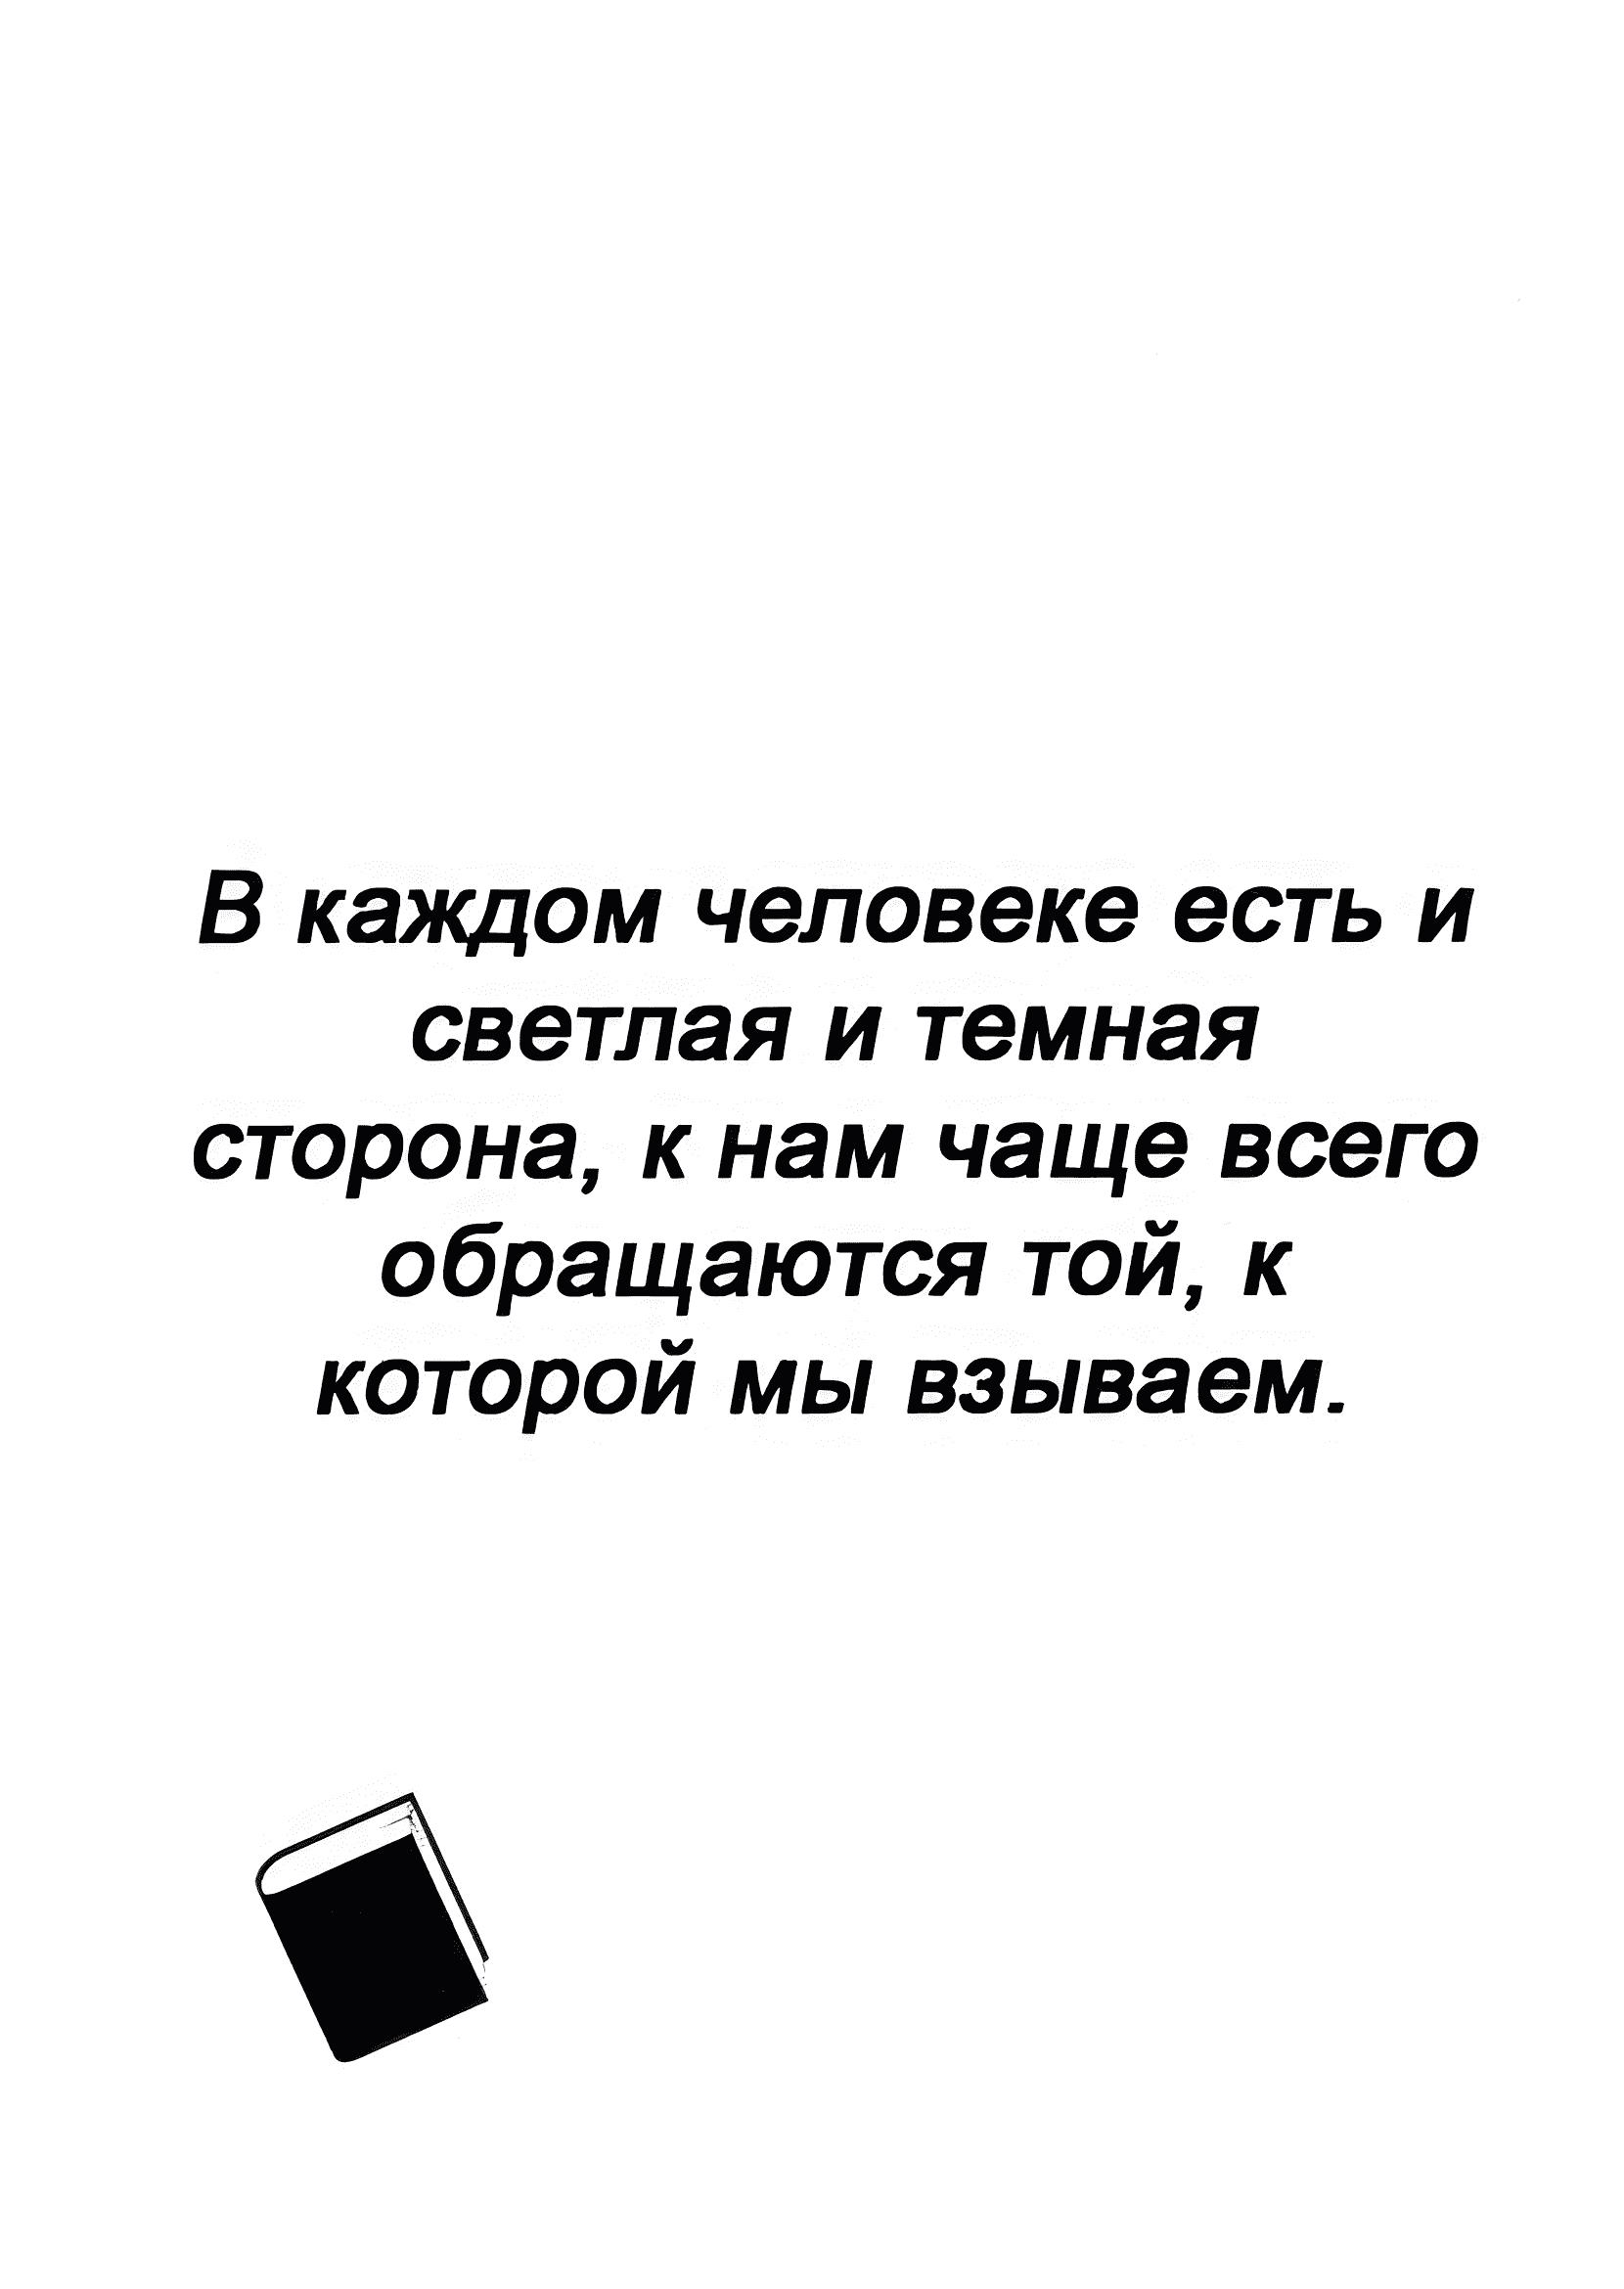 В каждом человеке есть и
светлая и темная
сторона, к нам чаще всего
обращаются той, к
которой мы взываем.